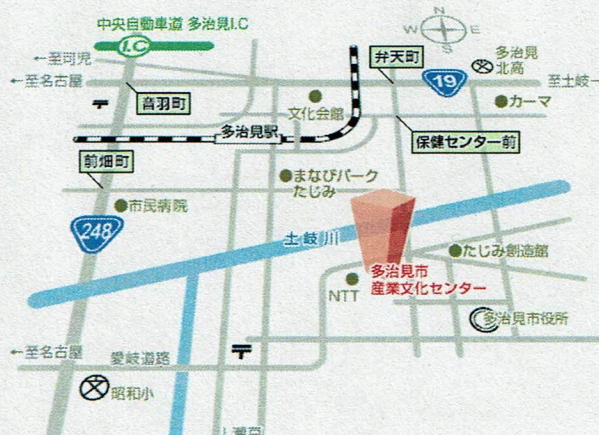 中央自動車道 多治見I.C
I.C
N
W
E
S
←至可児
弁天町
多治見
北高
←至名古屋
19
至土岐→
音羽町
文化会館
カーマ
多治見駅
保健センター前
前畑町
まなびパーク
たじみ
市民病院
248
土岐川
たじみ創造館
多治見市
産業文化センター
NTT
多治見市役所
←至名古屋
愛岐道路
昭和小